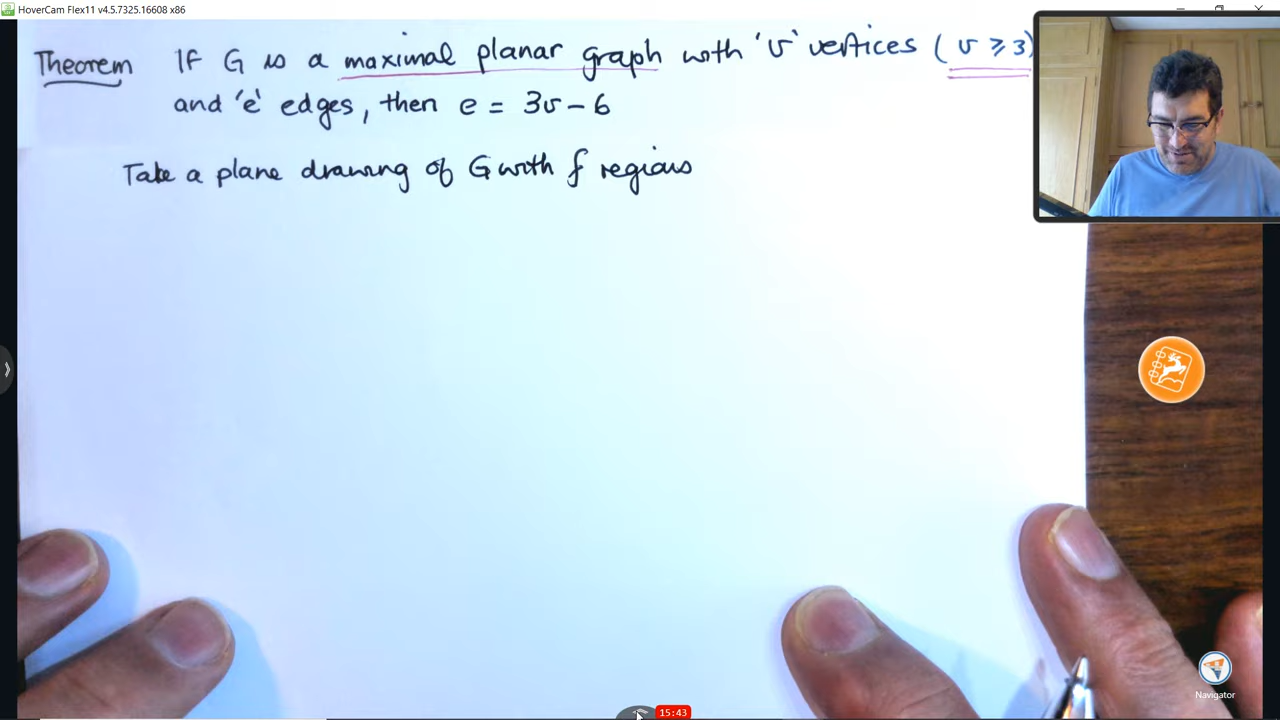 HoverCam Flex11 v4.5.7325.16608 x86
Theorem If G is a maximal planar graph with 'v' vertices (v ⩾ 3)
and 'e' edges, then e = 3v - 6
Take a plane drawing of G with f regions
Navigator
15:43